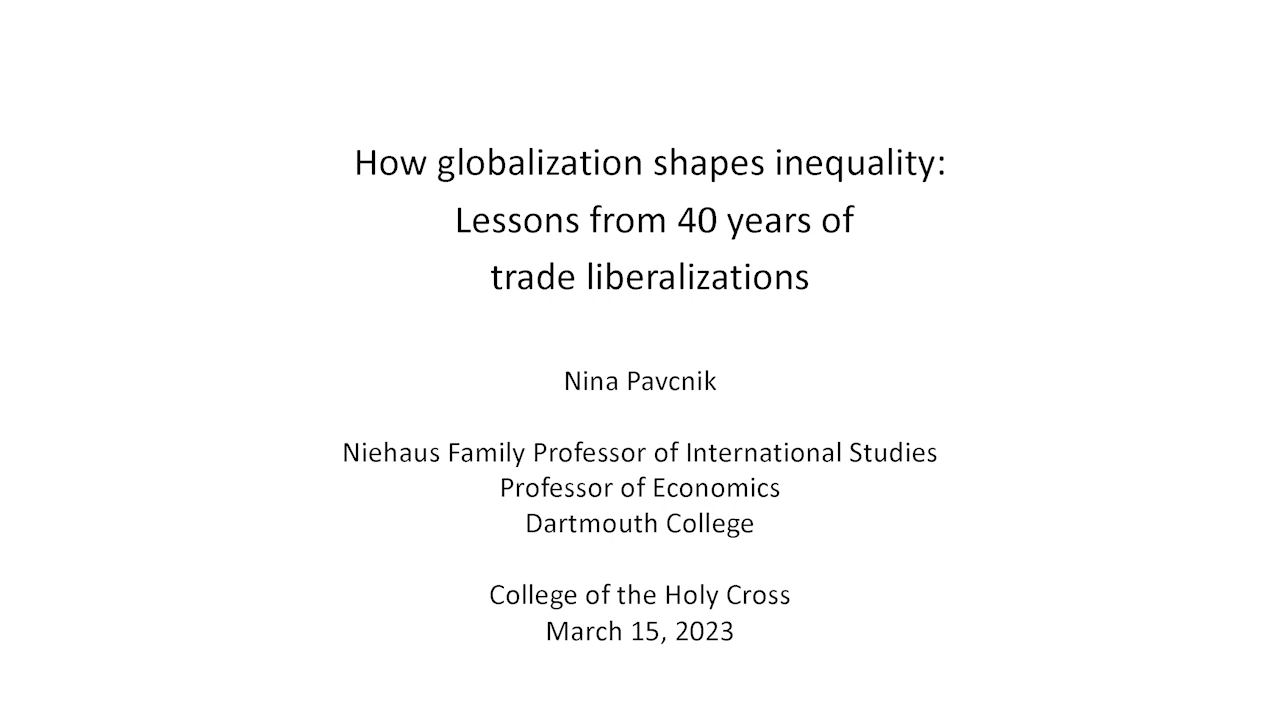 How globalization shapes inequality:
Lessons from 40 years of
trade liberalizations
Nina Pavcnik
Niehaus Family Professor of International Studies
Professor of Economics
Dartmouth College
College of the Holy Cross
March 15, 2023